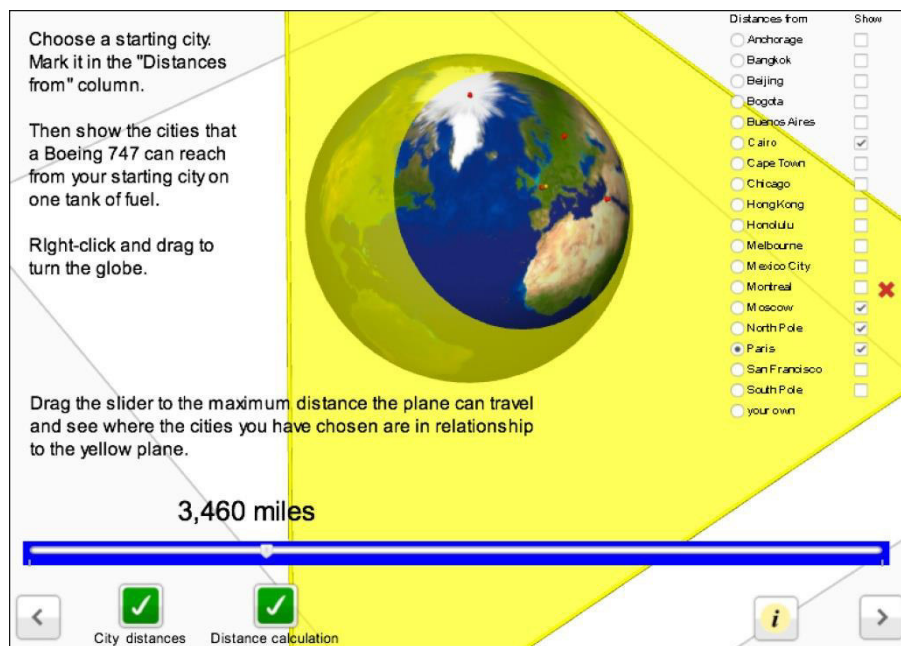 Choose a starting city.
Mark it in the "Distances
from" column.
Then show the cities that
a Boeing 747 can reach
from your starting city on
one tank of fuel.
RIght-click and drag to
turn the globe.
Distances from Show
Anchorage
Bangkok
Beijing
Bogota
Buenos Aires
Cairo
Cape Town
Chicago
Hong Kong
Honolulu
Melbourne
Mexico City
Montreal
Moscow
North Pole
Paris
San Francisco
South Pole
your own
Drag the slider to the maximum distance the plane can travel
and see where the cities you have chosen are in relationship
to the yellow plane.
3,460 miles
City distances Distance calculation
i